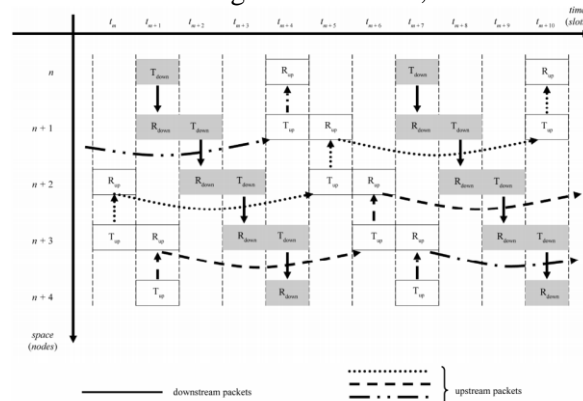 time
(slots)
t_m t_{m+1} t_{m+2} t_{m+3} t_{m+4} t_{m+5} t_{m+6} t_{m+7} t_{m+8} t_{m+9} t_{m+10}
n T_down R_up T_down R_up
n + 1 R_down T_down T_up R_up R_down T_down T_up
n + 2 R_up R_down T_down T_up R_up R_down T_down
n + 3 T_up R_up R_down T_down T_up R_up R_down T_down
n + 4 T_up R_down T_up R_down
space
(nodes)
downstream packets
upstream packets